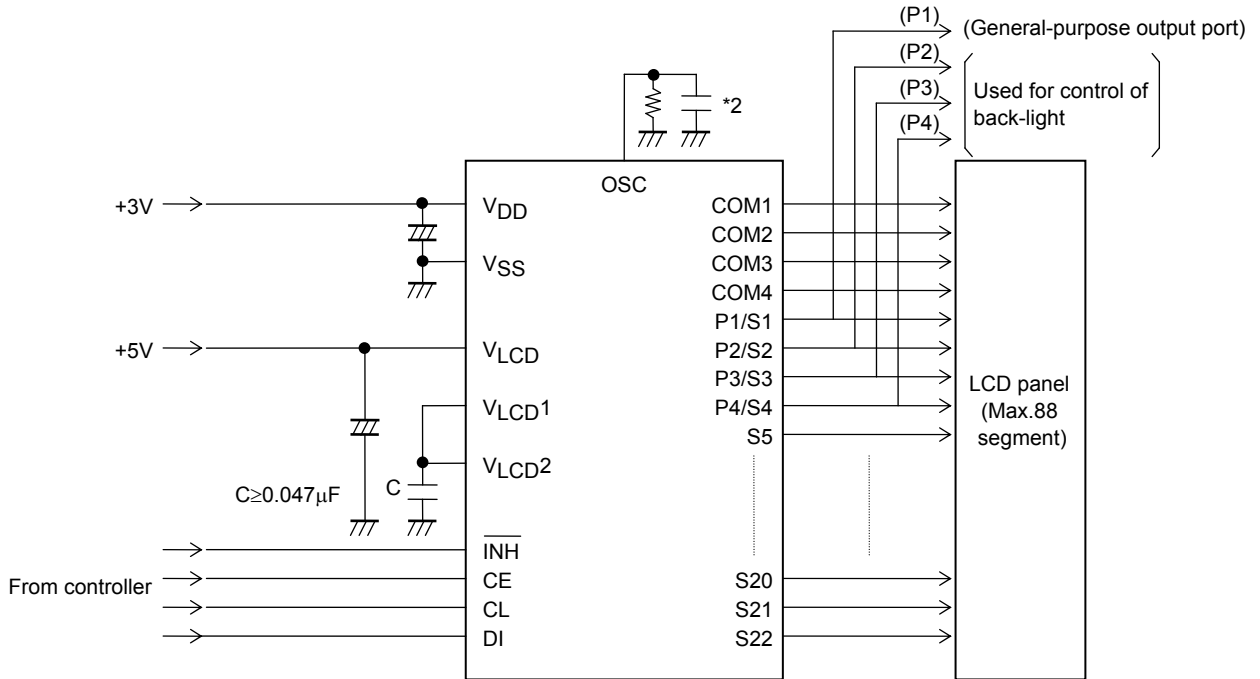 (P1)
(General-purpose output port)
(P2)
(P3)
Used for control of
back-light
(P4)
*2
OSC
+3V
VDD
COM1
COM2
VSS
COM3
COM4
P1/S1
+5V
VLCD
P2/S2
P3/S3
LCD panel
(Max.88
segment)
VLCD1
P4/S4
S5
VLCD2
C
C≥0.047μF
INH
From controller
CE
S20
CL
S21
DI
S22